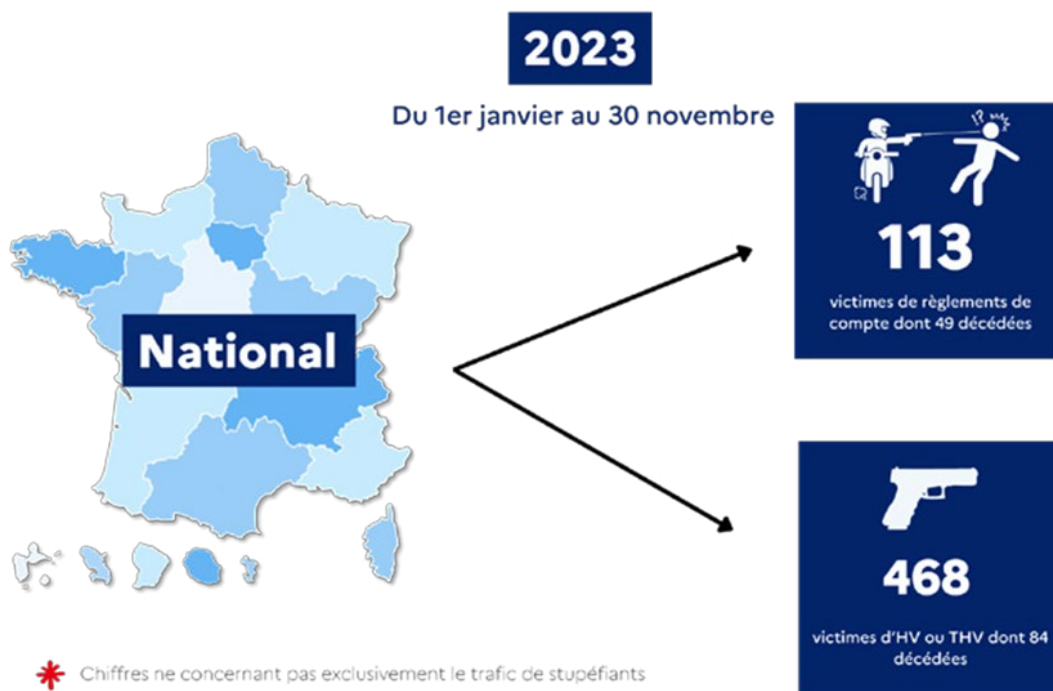 2023
Du 1er janvier au 30 novembre
!?
113
victimes de règlements de
compte dont 49 décédées
National
468
victimes d'HV ou THV dont 84
décédées
Chiffres ne concernant pas exclusivement le trafic de stupéfiants